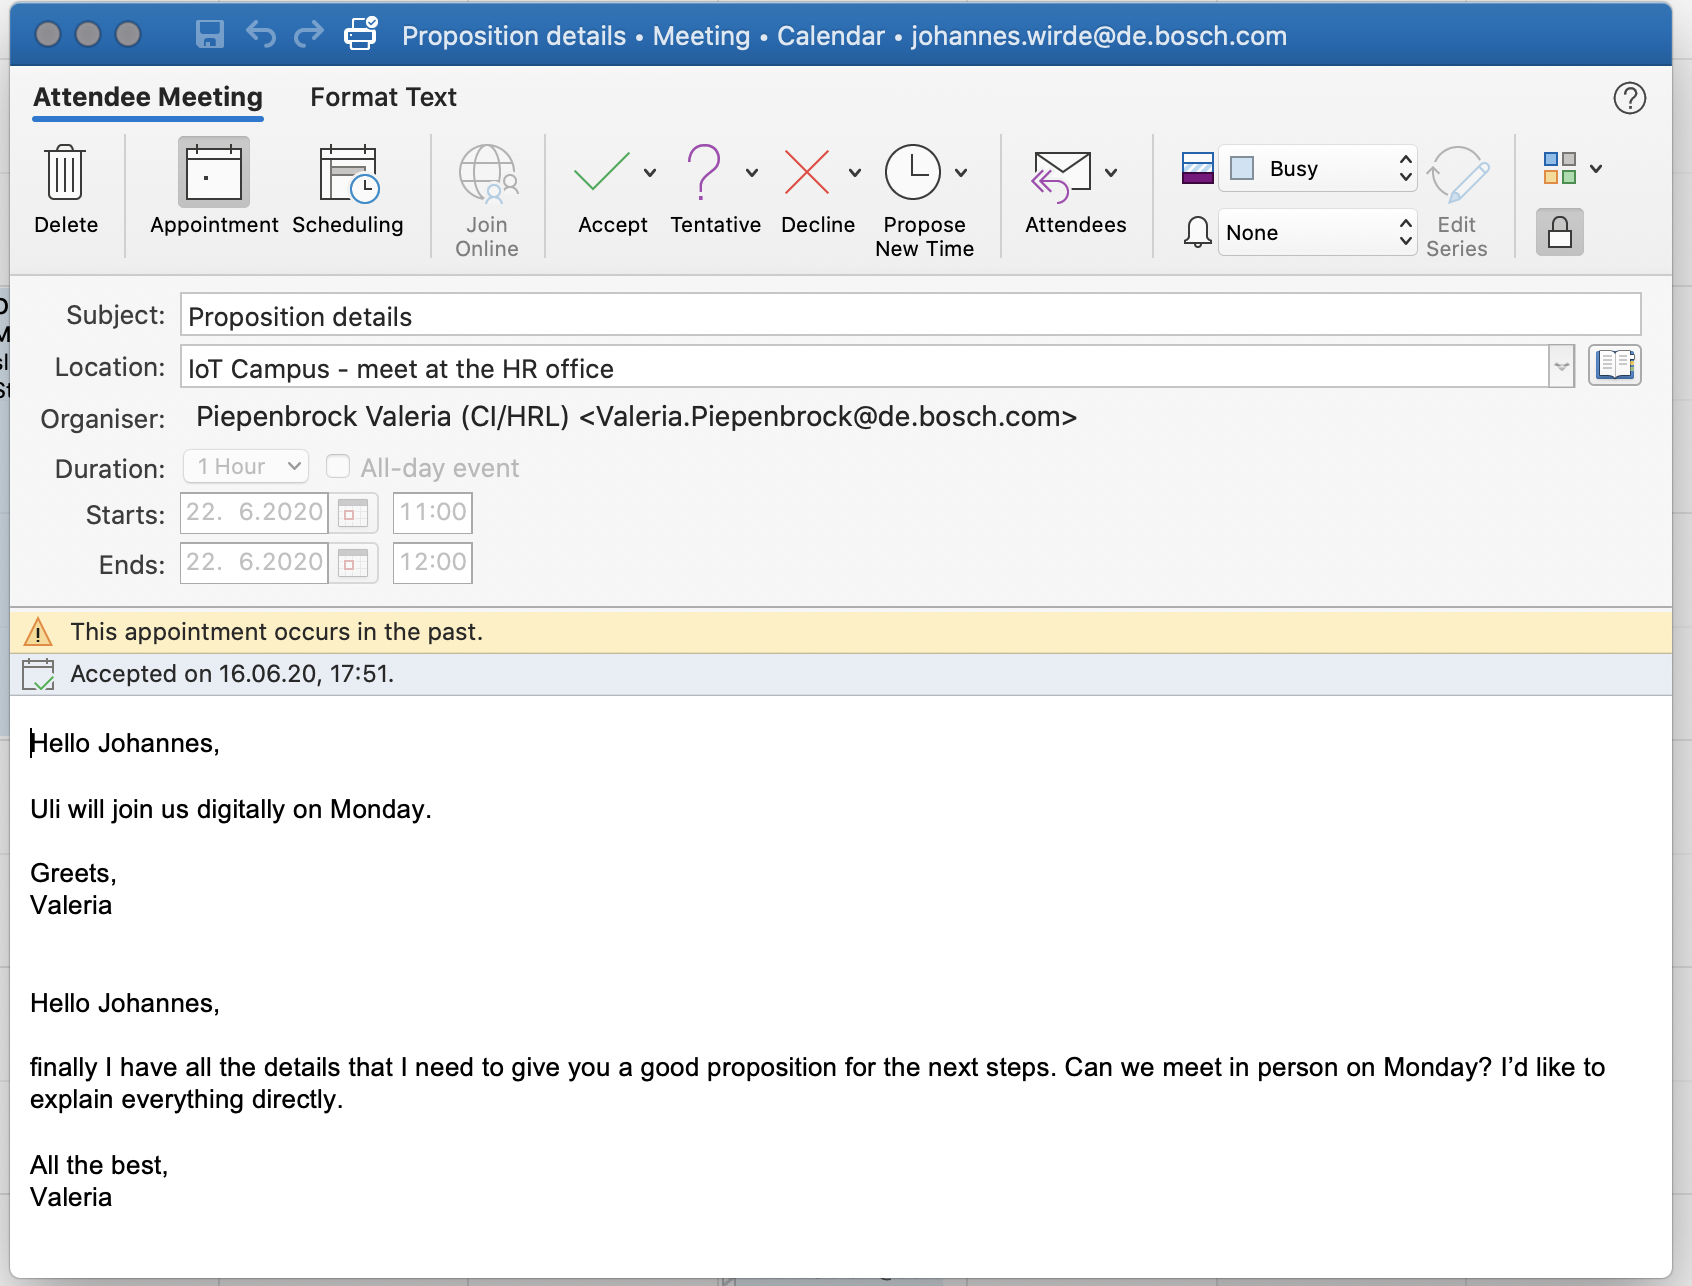 Proposition details • Meeting • Calendar • johannes.wirde@de.bosch.com
Attendee Meeting
Format Text
Delete
Appointment
Scheduling
Join
Online
Accept
Tentative
Decline
Propose
New Time
Attendees
Busy
None
Edit
Series
Subject: Proposition details
Location: IoT Campus - meet at the HR office
Organiser: Piepenbrock Valeria (CI/HRL) <Valeria.Piepenbrock@de.bosch.com>
Duration: 1 Hour All-day event
Starts: 22. 6.2020 11:00
Ends: 22. 6.2020 12:00
This appointment occurs in the past.
Accepted on 16.06.20, 17:51.
Hello Johannes,
Uli will join us digitally on Monday.
Greets,
Valeria
Hello Johannes,
finally I have all the details that I need to give you a good proposition for the next steps. Can we meet in person on Monday? I’d like to
explain everything directly.
All the best,
Valeria